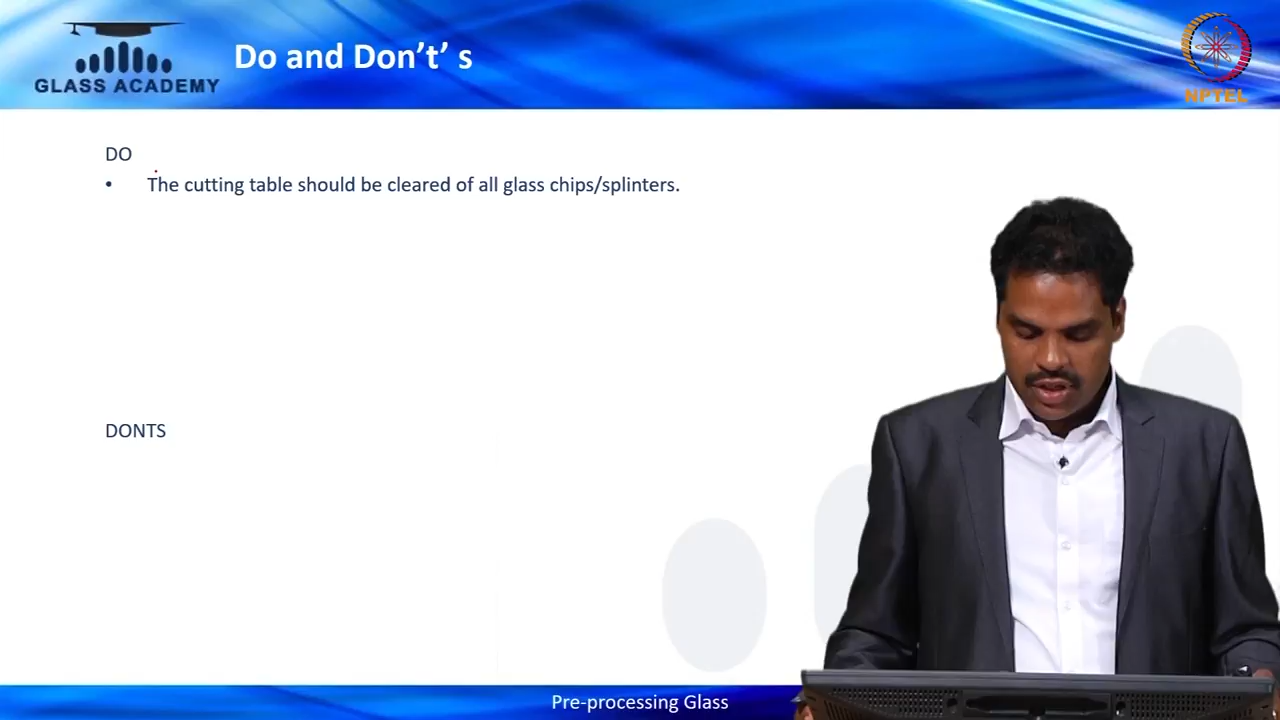 GLASS ACADEMY
Do and Don't' s
NPTEL
DO
• The cutting table should be cleared of all glass chips/splinters.
DONTS
Pre-processing Glass